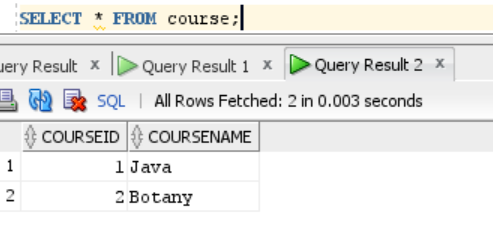 SELECT * FROM course;
uery Result x Query Result 1 x Query Result 2 x
SQL | All Rows Fetched: 2 in 0.003 seconds
COURSEID COURSENAME
1 1 Java
2 2 Botany